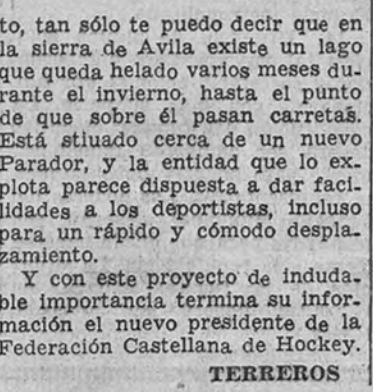 to, tan sólo te puedo decir que en
la sierra de Avila existe un lago
que queda helado varios meses du-
rante el invierno, hasta el punto
de que sobre él pasan carretas.
Está stiuado cerca de un nuevo
Parador, y la entidad que lo ex-
plota parece dispuesta a dar faci-
lidades a los deportistas, incluso
para un rápido y cómodo despla-
zamiento.
Y con este proyecto de induda-
ble importancia termina su infor-
mación el nuevo presidente de la
Federación Castellana de Hockey.
TERREROS